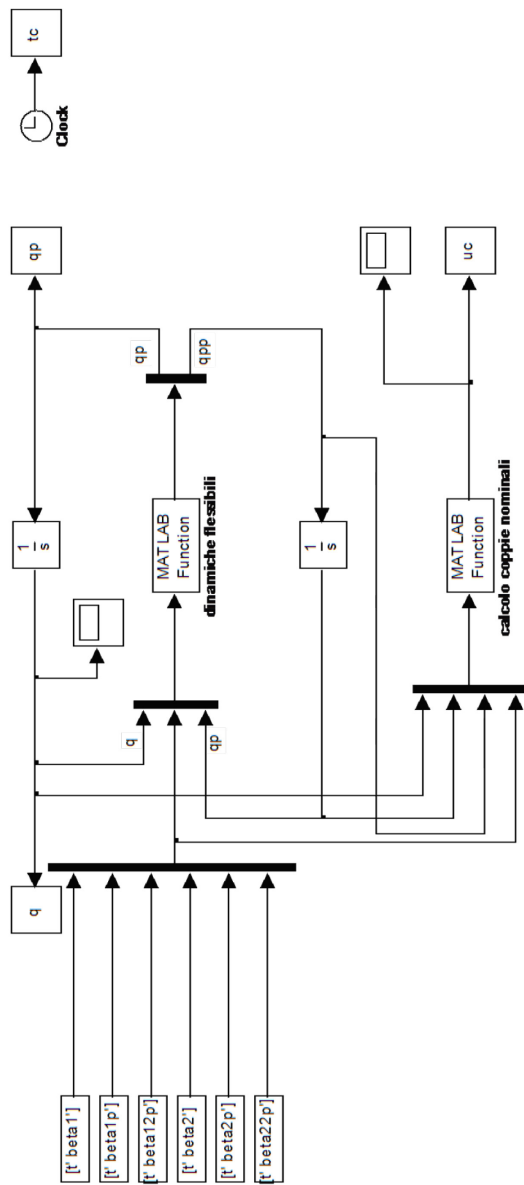 [t' beta1']
[t' beta1p']
[t' beta12p']
[t' beta2']
[t' beta2p']
[t' beta22p']
q
q
qp
1
s
MATLAB
Function
dinamiche flessibili
1
s
MATLAB
Function
calcolo coppie nominali
qp
qpp
qp
uc
Clock
tc